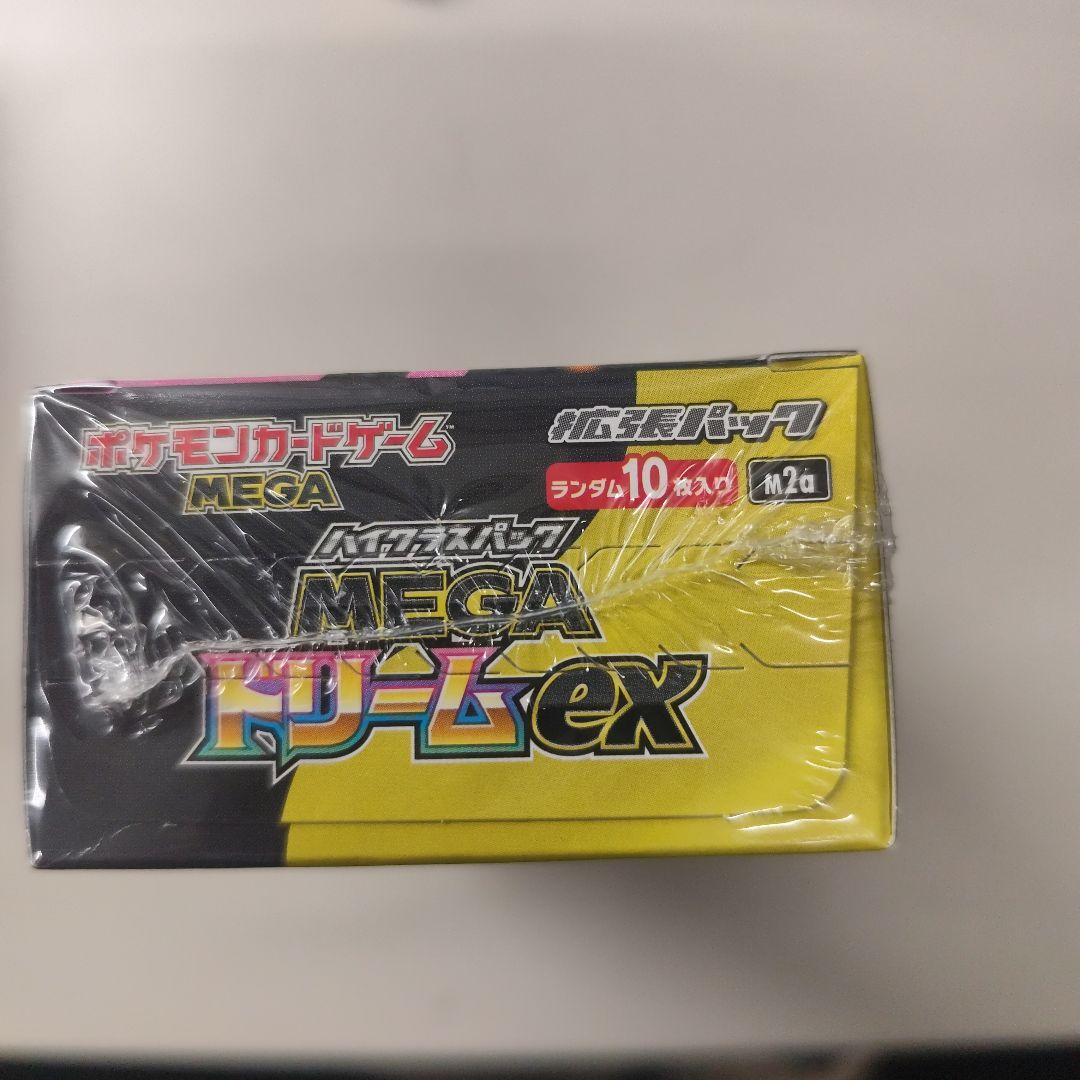 ポケモンカードゲーム™
MEGA
拡張パック
ランダム10枚入り
M2a
ハイクラスパック
MEGA
ドリームex